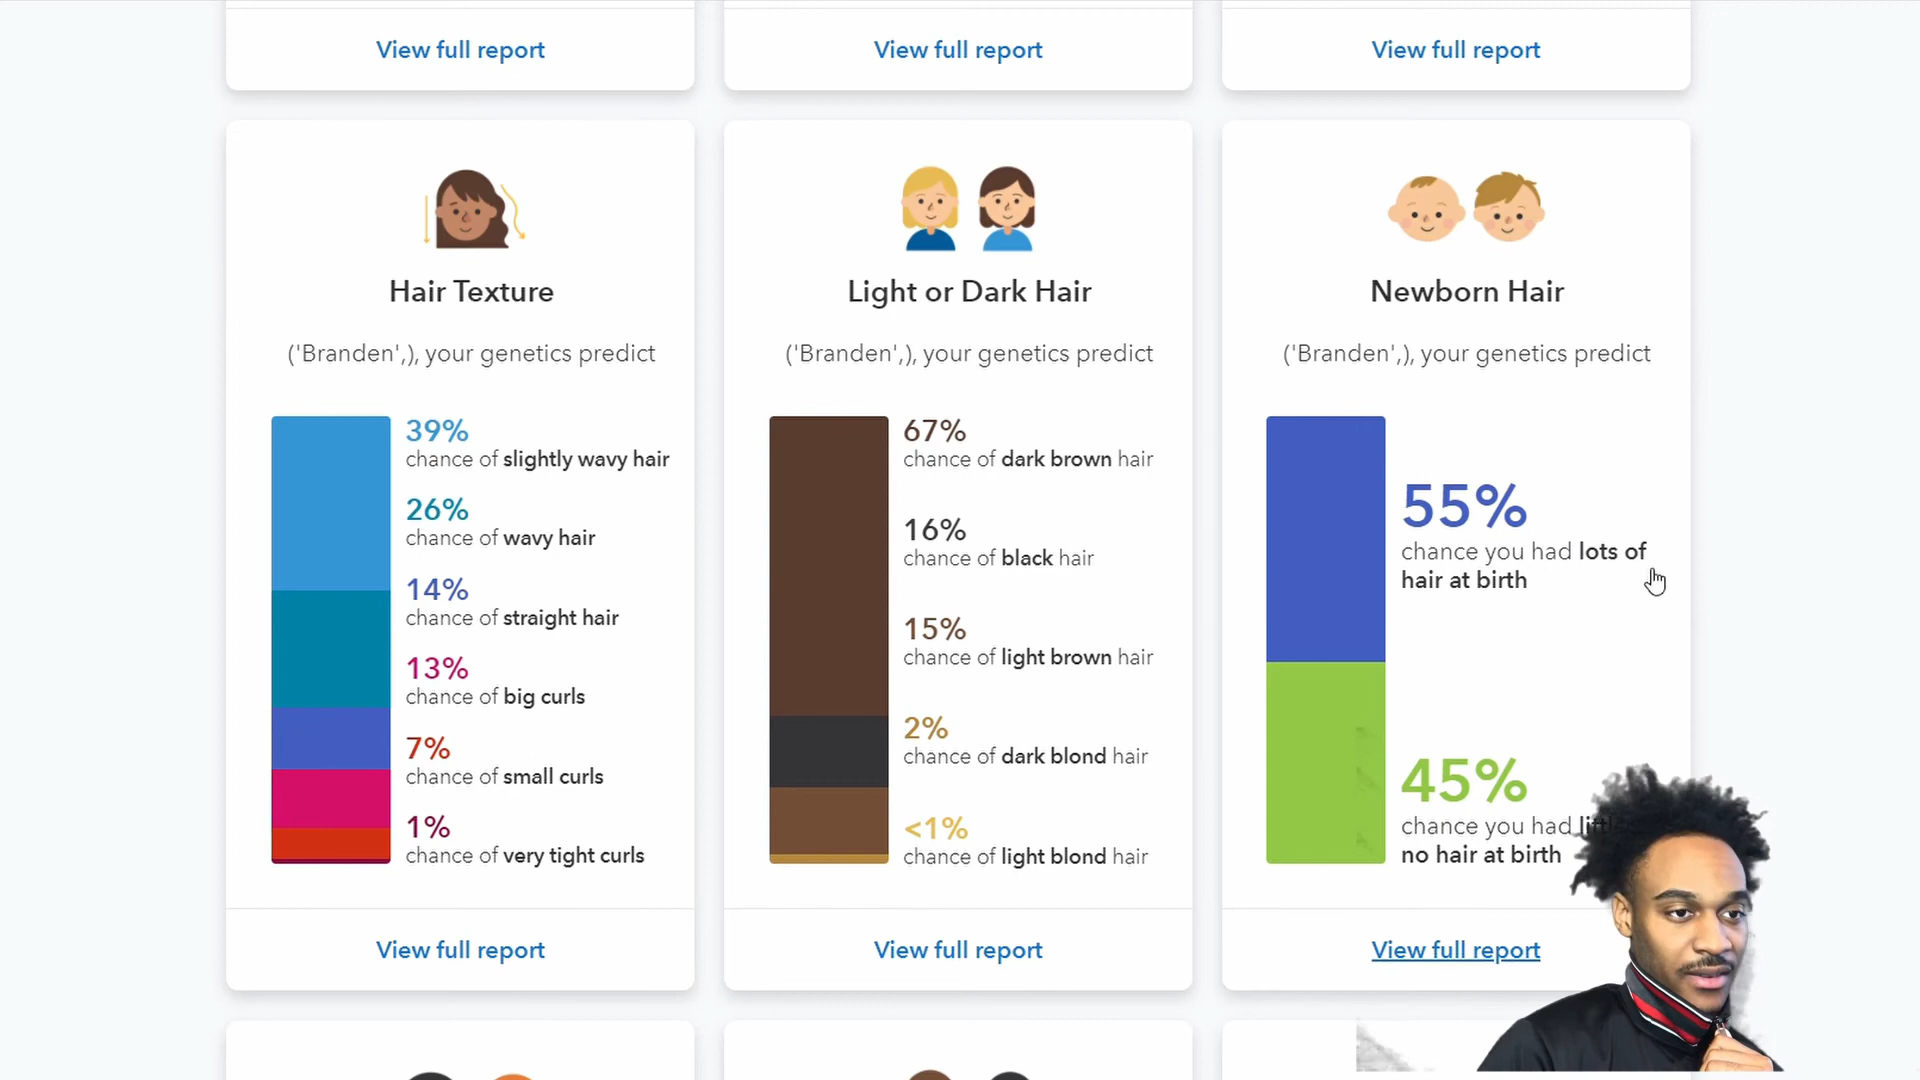 View full report
View full report
View full report
Hair Texture
('Branden',), your genetics predict
39%
chance of slightly wavy hair
26%
chance of wavy hair
14%
chance of straight hair
13%
chance of big curls
7%
chance of small curls
1%
chance of very tight curls
View full report
Light or Dark Hair
('Branden',), your genetics predict
67%
chance of dark brown hair
16%
chance of black hair
15%
chance of light brown hair
2%
chance of dark blond hair
<1%
chance of light blond hair
View full report
Newborn Hair
('Branden',), your genetics predict
55%
chance you had lots of
hair at birth
45%
chance you had
no hair at birth
View full report